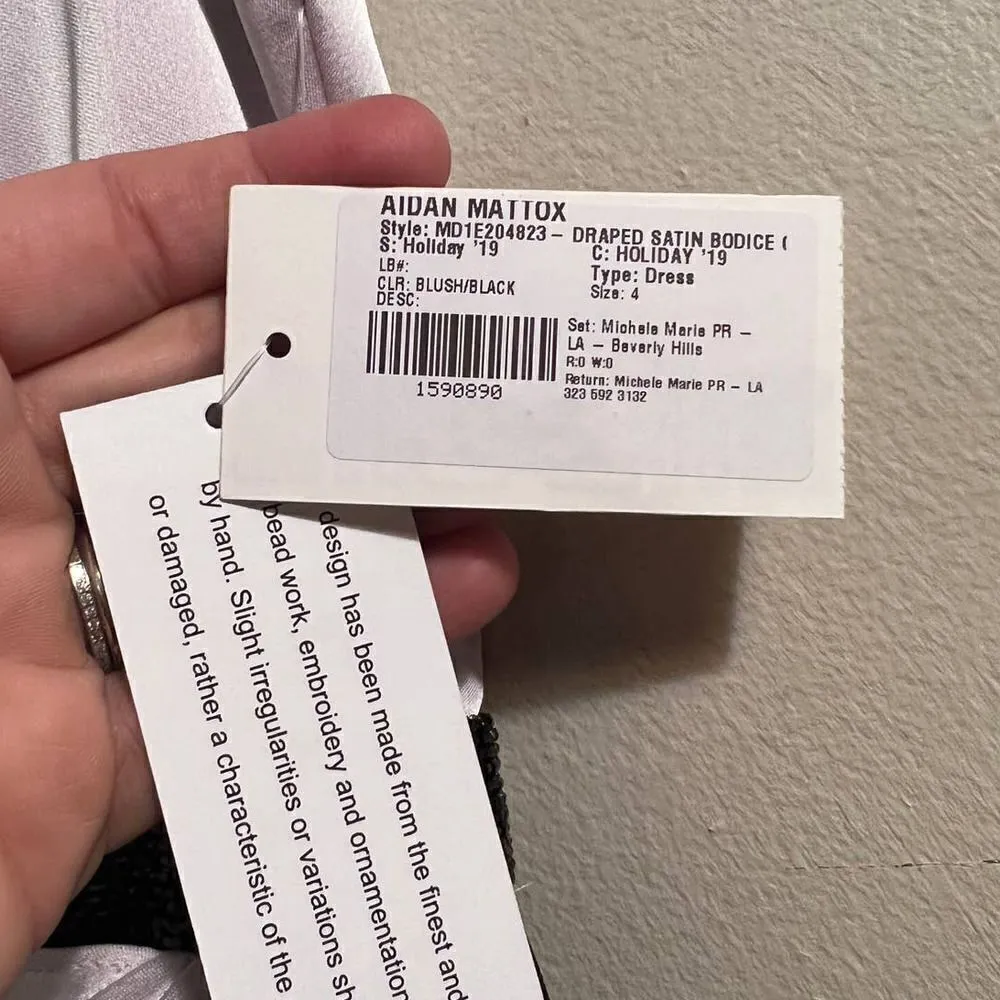 AIDAN MATTOX
Style: MD1E204823 - DRAPED SATIN BODICE (
S: Holiday '19 C: HOLIDAY '19
LB#: Type: Dress
CLR: BLUSH/BLACK Size: 4
DESC:
Set: Michele Marie PR -
LA - Beverly Hills
R:0 W:0
Return: Michele Marie PR - LA
323 692 3132
1590890
design has been made from the finest and
bead work, embroidery and ornamentation
by hand. Slight irregularities or variations sh
or damaged, rather a characteristic of the